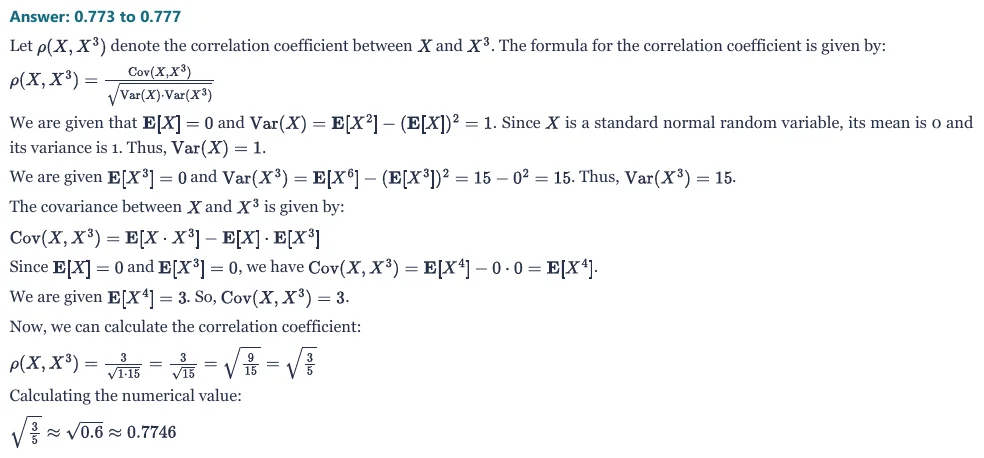 Answer: 0.773 to 0.777
Let ρ(X, X³) denote the correlation coefficient between X and X³. The formula for the correlation coefficient is given by:
ρ(X, X³) = Cov(X,X³) / √(Var(X)·Var(X³))
We are given that E[X] = 0 and Var(X) = E[X²] − (E[X])² = 1. Since X is a standard normal random variable, its mean is 0 and
its variance is 1. Thus, Var(X) = 1.
We are given E[X³] = 0 and Var(X³) = E[X⁶] − (E[X³])² = 15 − 0² = 15. Thus, Var(X³) = 15.
The covariance between X and X³ is given by:
Cov(X, X³) = E[X · X³] − E[X] · E[X³]
Since E[X] = 0 and E[X³] = 0, we have Cov(X, X³) = E[X⁴] − 0 · 0 = E[X⁴].
We are given E[X⁴] = 3. So, Cov(X, X³) = 3.
Now, we can calculate the correlation coefficient:
ρ(X, X³) = 3/√(1·15) = 3/√15 = √(9/15) = √(3/5)
Calculating the numerical value:
√(3/5) ≈ √0.6 ≈ 0.7746